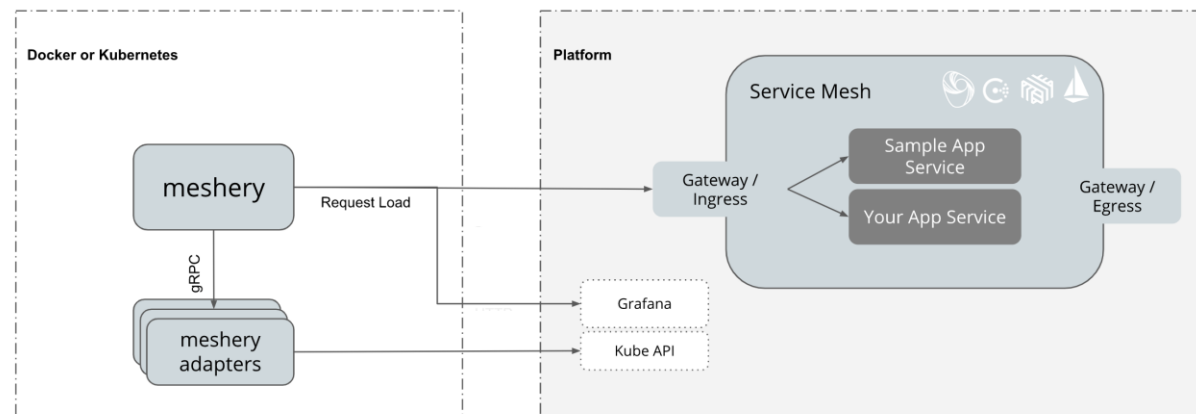 Docker or Kubernetes
Platform
Service Mesh
meshery
Request Load
gRPC
meshery
adapters
Gateway /
Ingress
Sample App
Service
Your App Service
Gateway /
Egress
Grafana
Kube API